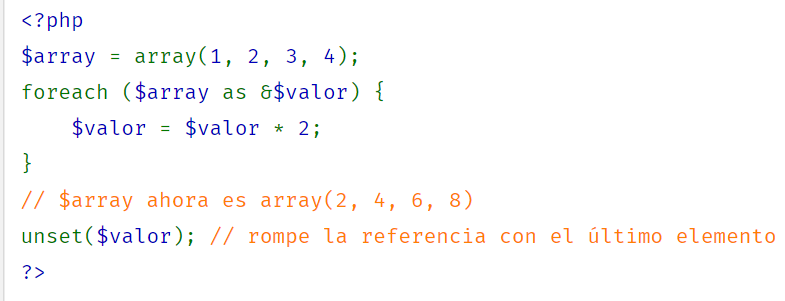 <?php
$array = array(1, 2, 3, 4);
foreach ($array as &$valor) {
    $valor = $valor * 2;
}
// $array ahora es array(2, 4, 6, 8)
unset($valor); // rompe la referencia con el último elemento
?>